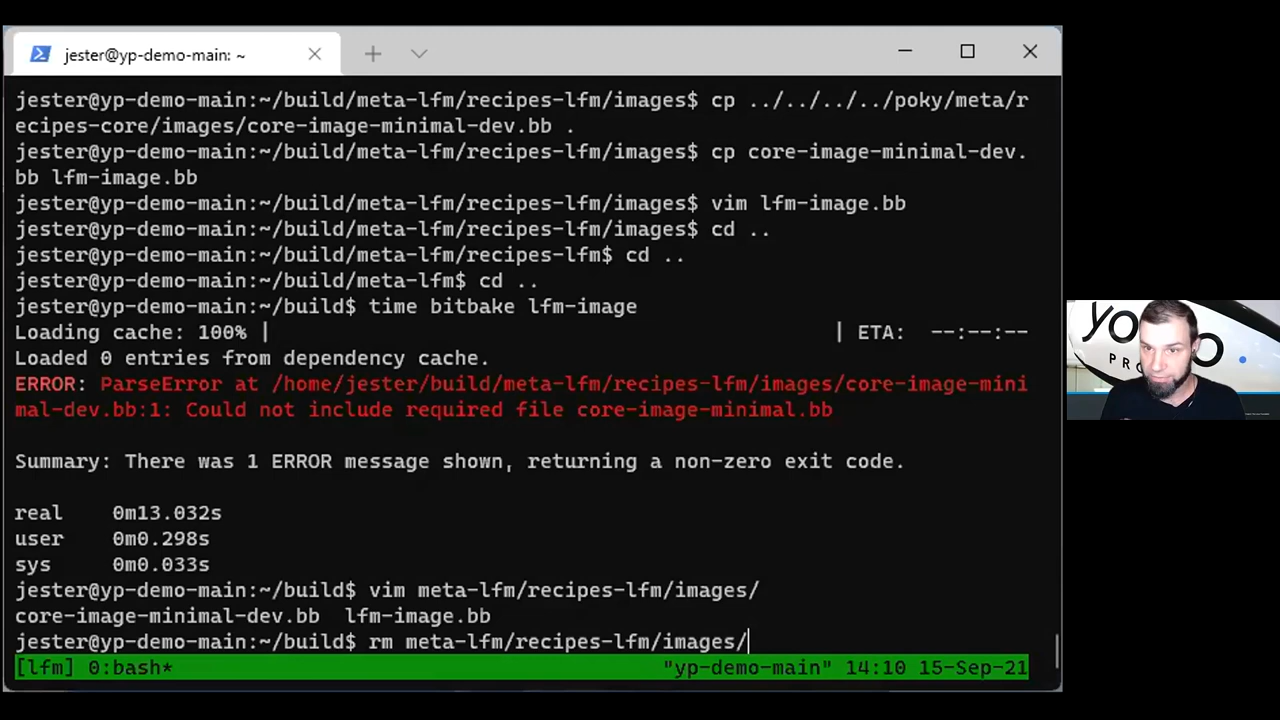 jester@yp-demo-main: ~
jester@yp-demo-main:~/build/meta-lfm/recipes-lfm/images$ cp ../../../../poky/meta/r
ecipes-core/images/core-image-minimal-dev.bb .
jester@yp-demo-main:~/build/meta-lfm/recipes-lfm/images$ cp core-image-minimal-dev.
bb lfm-image.bb
jester@yp-demo-main:~/build/meta-lfm/recipes-lfm/images$ vim lfm-image.bb
jester@yp-demo-main:~/build/meta-lfm/recipes-lfm/images$ cd ..
jester@yp-demo-main:~/build/meta-lfm/recipes-lfm$ cd ..
jester@yp-demo-main:~/build/meta-lfm$ cd ..
jester@yp-demo-main:~/build$ time bitbake lfm-image
Loading cache: 100% | | ETA: --:--:--
Loaded 0 entries from dependency cache.
ERROR: ParseError at /home/jester/build/meta-lfm/recipes-lfm/images/core-image-mini
mal-dev.bb:1: Could not include required file core-image-minimal.bb
Summary: There was 1 ERROR message shown, returning a non-zero exit code.
real 0m13.032s
user 0m0.298s
sys 0m0.033s
jester@yp-demo-main:~/build$ vim meta-lfm/recipes-lfm/images/
core-image-minimal-dev.bb lfm-image.bb
jester@yp-demo-main:~/build$ rm meta-lfm/recipes-lfm/images/
[lfm] 0:bash* "yp-demo-main" 14:10 15-Sep-21